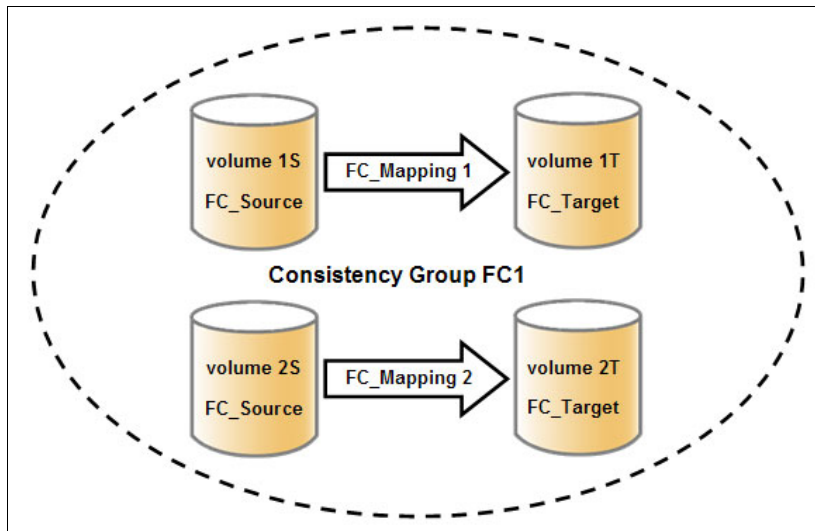 volume 1S
FC_Source
FC_Mapping 1
volume 1T
FC_Target
Consistency Group FC1
volume 2S
FC_Source
FC_Mapping 2
volume 2T
FC_Target